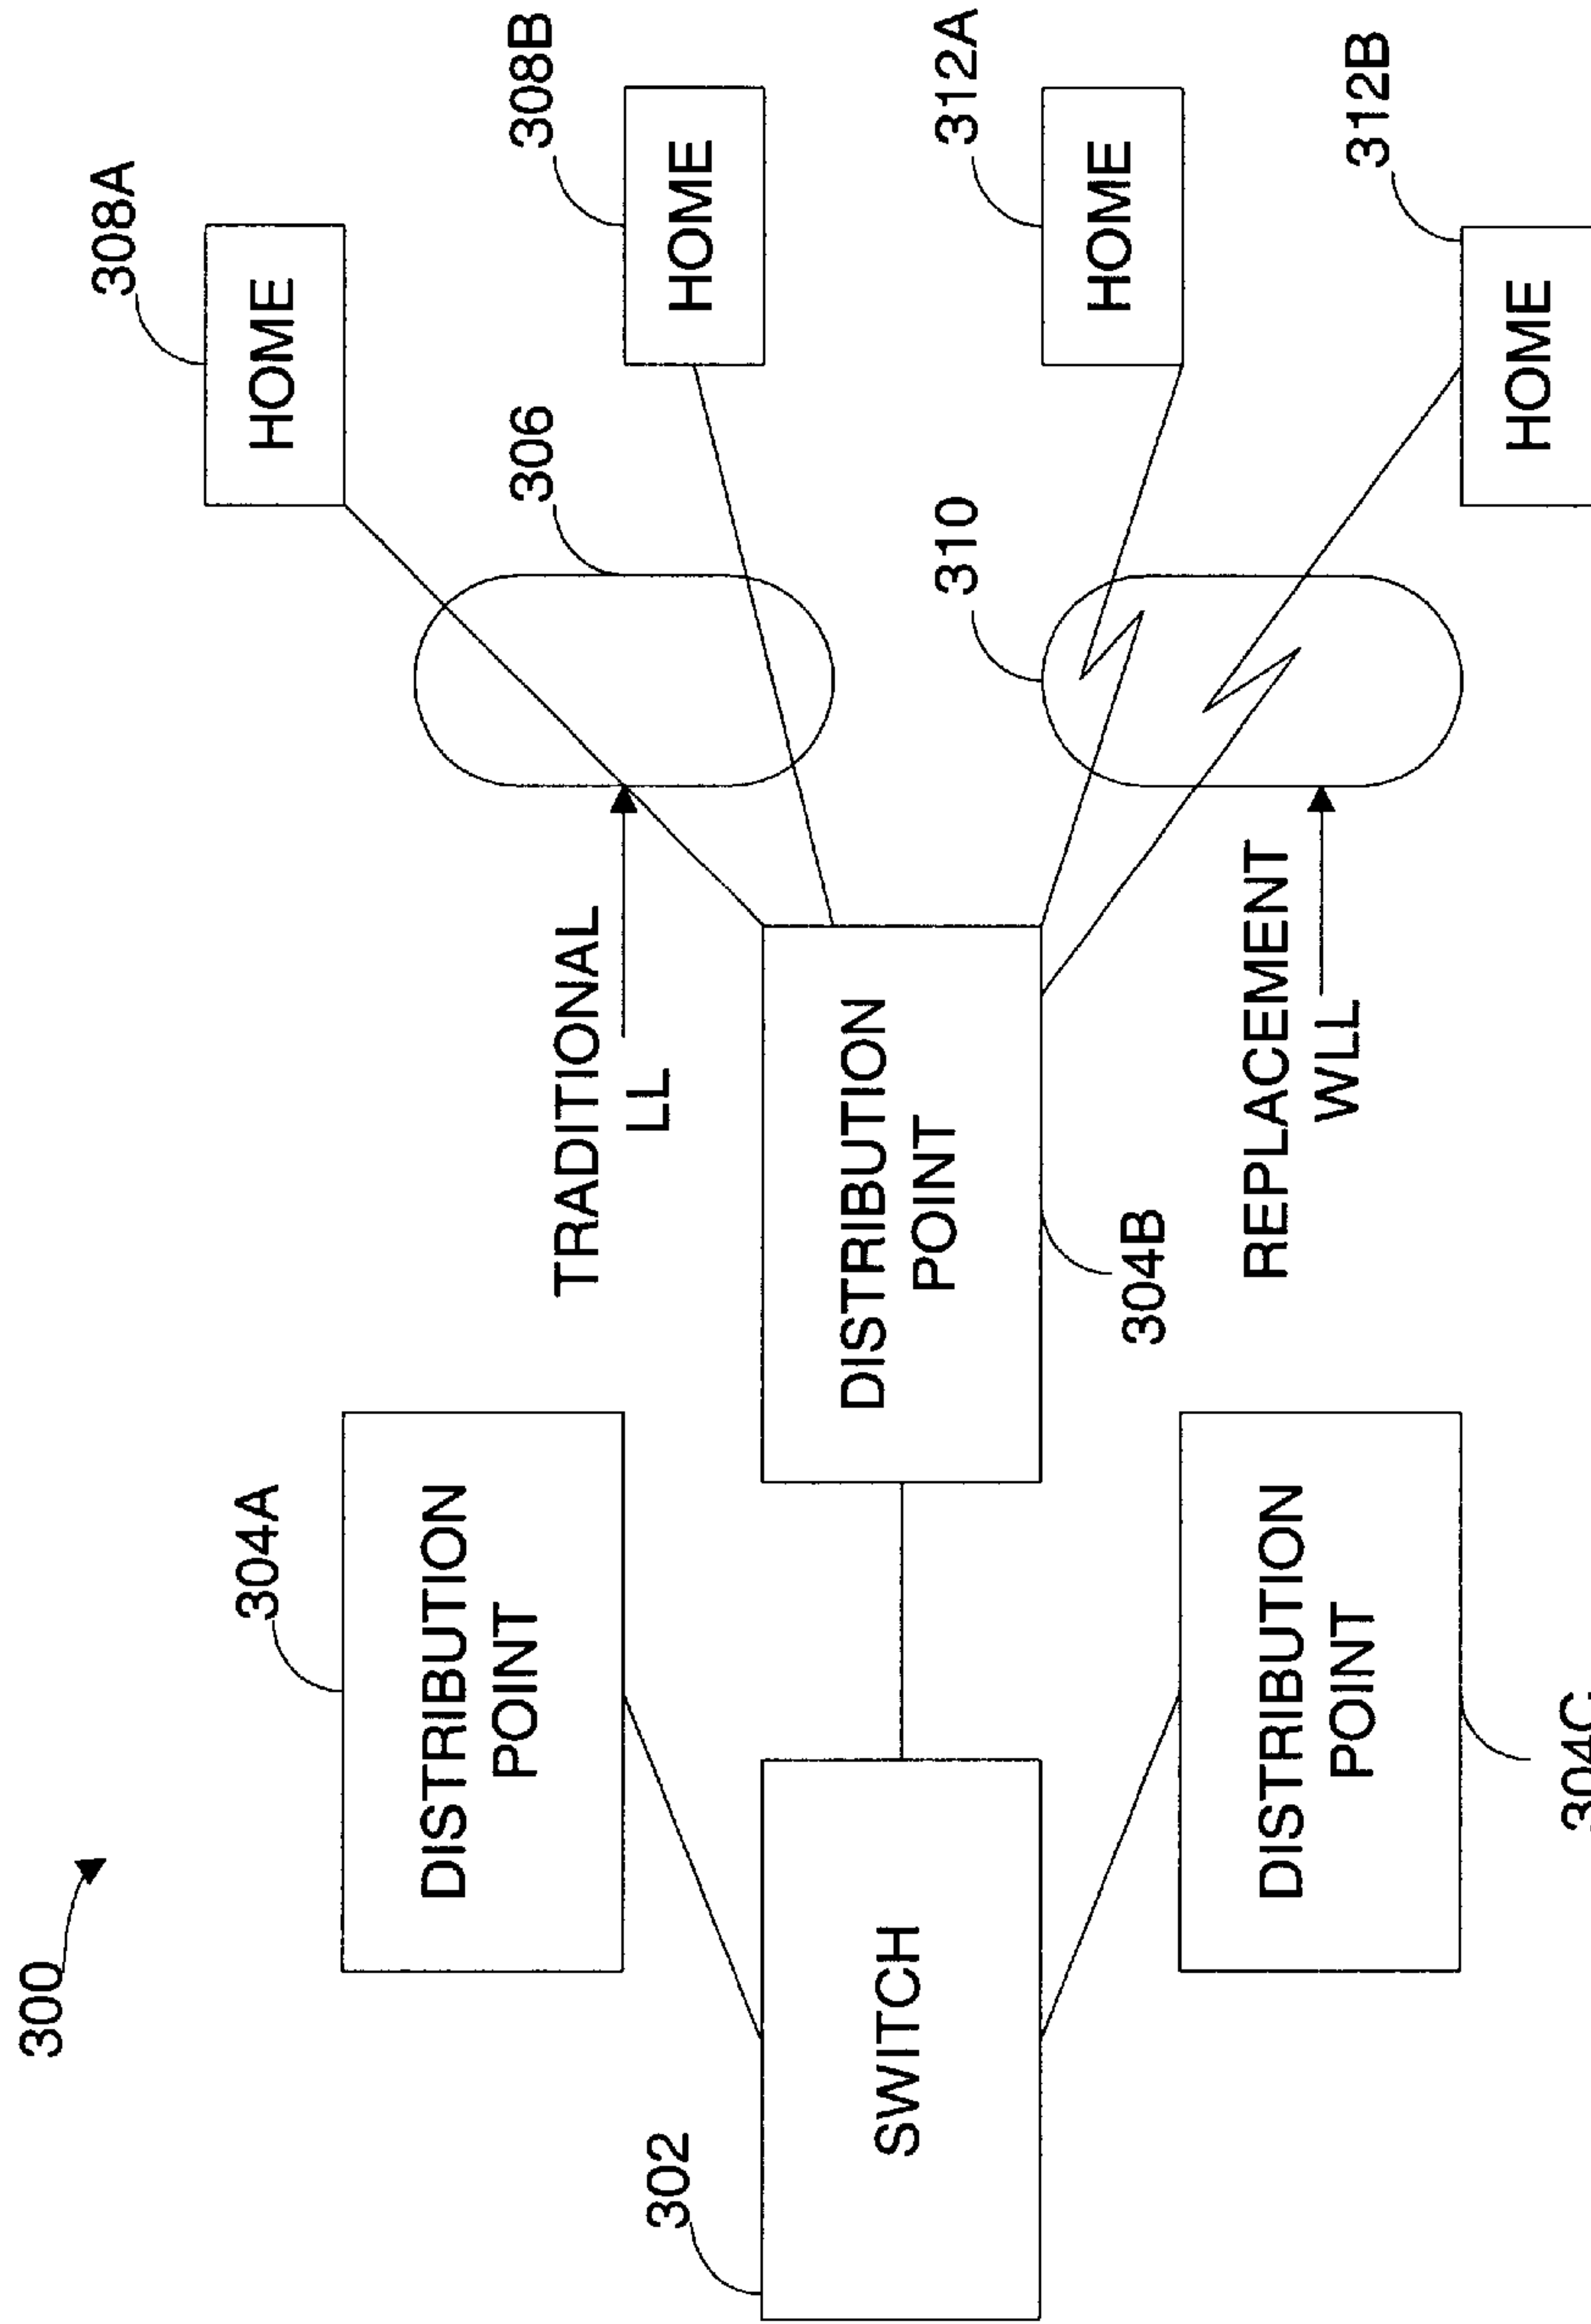 300
302
SWITCH
304A
DISTRIBUTION
POINT
DISTRIBUTION
POINT
304B
DISTRIBUTION
POINT
304C
TRADITIONAL
LL
306
308A
HOME
308B
HOME
REPLACEMENT
WLL
310
312A
HOME
312B
HOME